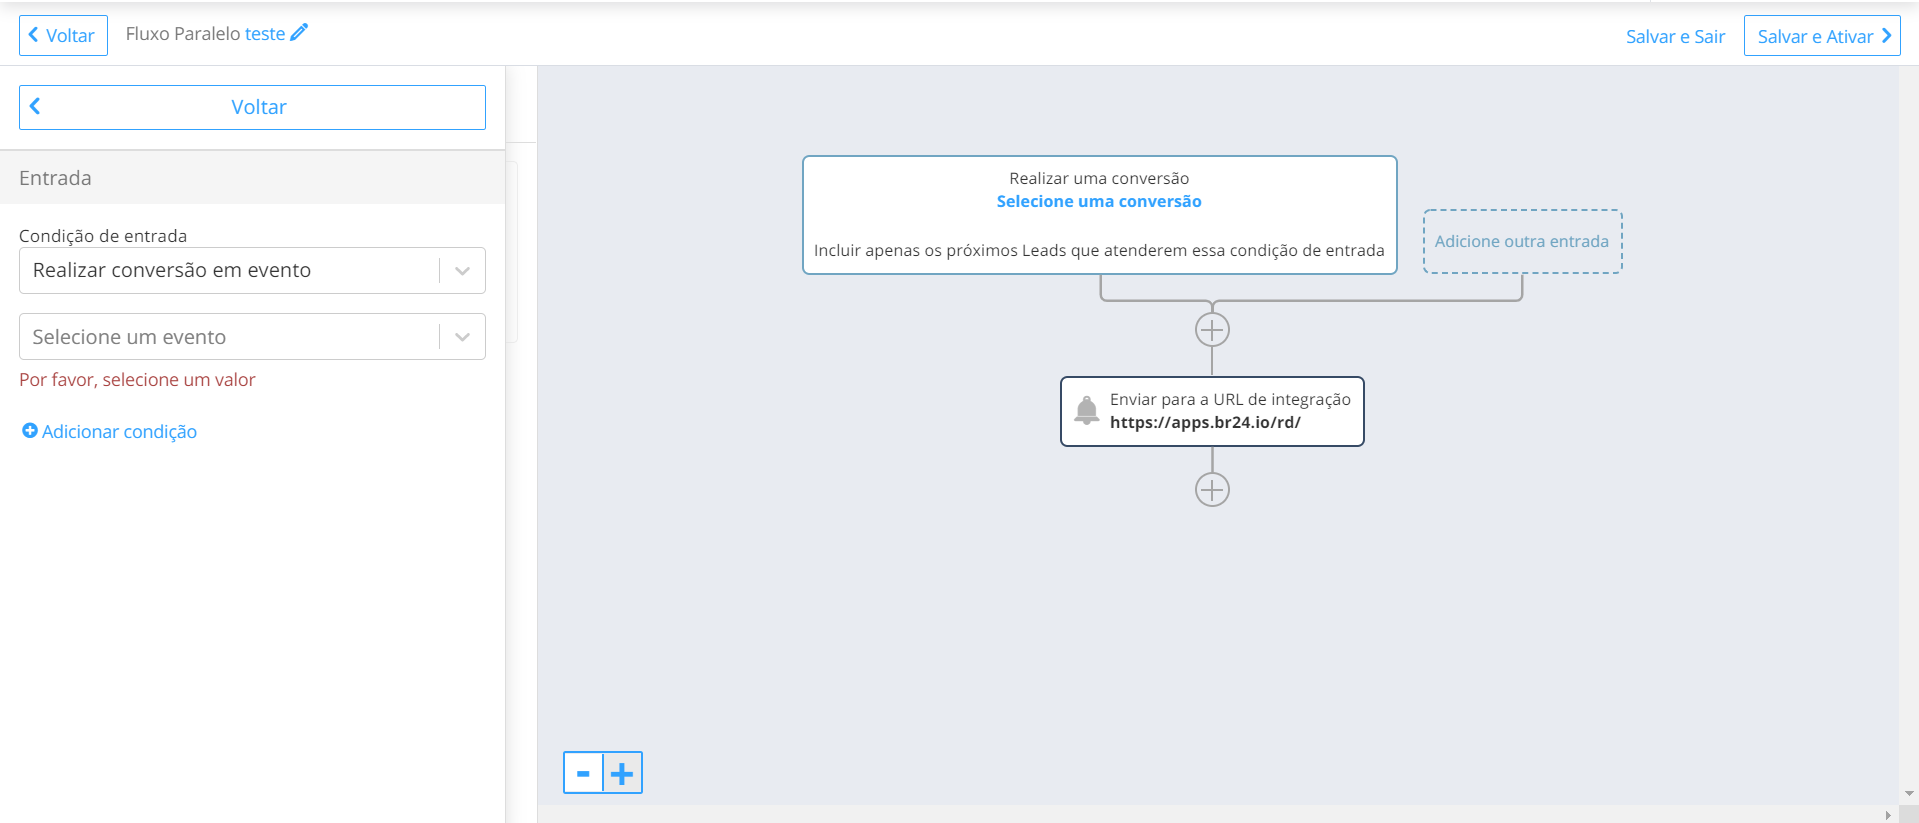 Voltar
Fluxo Paralelo teste
Salvar e Sair
Salvar e Ativar
Voltar
Entrada
Condição de entrada
Realizar conversão em evento
Selecione um evento
Por favor, selecione um valor
Adicionar condição
Realizar uma conversão
Selecione uma conversão
Incluir apenas os próximos Leads que atenderem essa condição de entrada
Adicione outra entrada
Enviar para a URL de integração
https://apps.br24.io/rd/